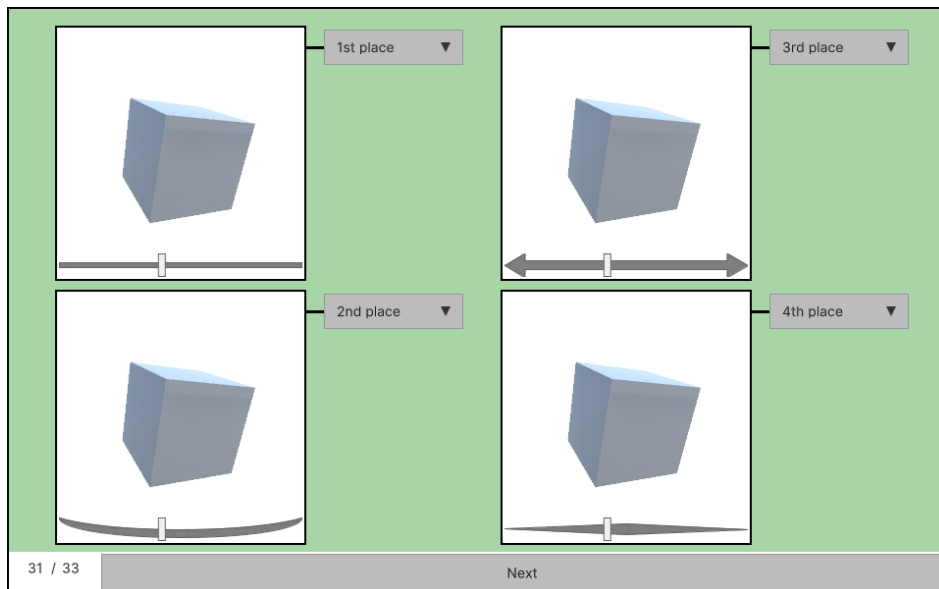 1st place ▼
3rd place ▼
2nd place ▼
4th place ▼
31 / 33
Next